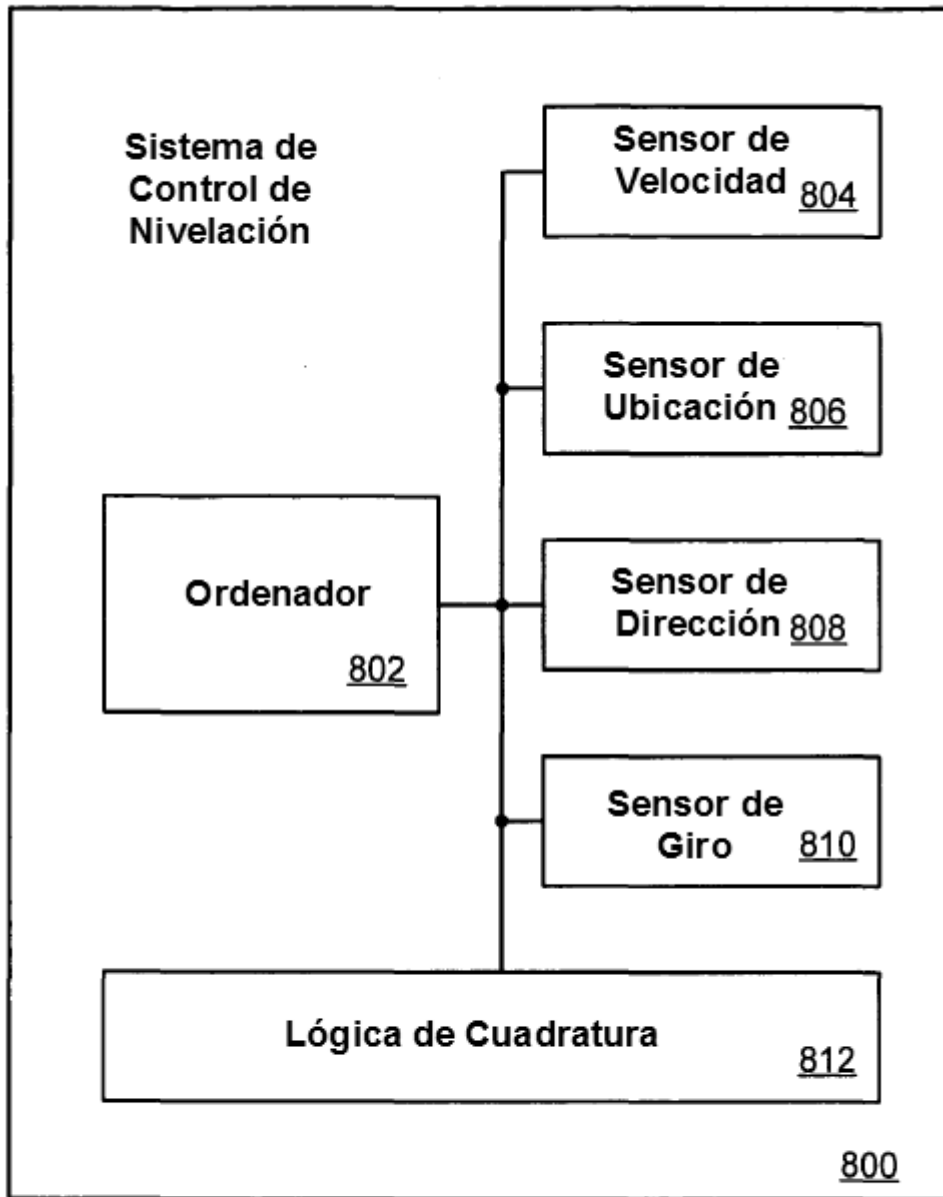 Sistema de
Control de
Nivelación
Sensor de
Velocidad 804
Sensor de
Ubicación 806
Ordenador
802
Sensor de
Dirección 808
Sensor de
Giro 810
Lógica de Cuadratura
812
800